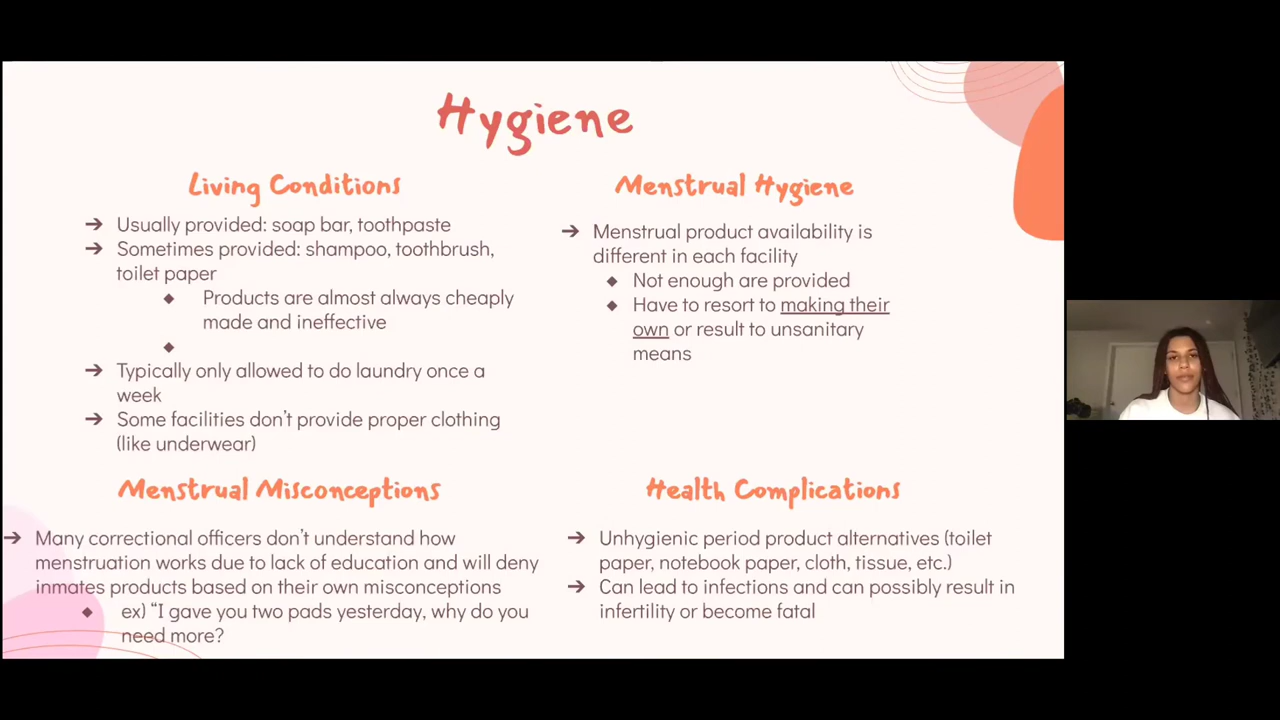 Hygiene
Living Conditions
➔ Usually provided: soap bar, toothpaste
➔ Sometimes provided: shampoo, toothbrush,
toilet paper
◆ Products are almost always cheaply
made and ineffective
◆
➔ Typically only allowed to do laundry once a
week
➔ Some facilities don't provide proper clothing
(like underwear)
Menstrual Hygiene
➔ Menstrual product availability is
different in each facility
◆ Not enough are provided
◆ Have to resort to making their
own or result to unsanitary
means
Menstrual Misconceptions
➔ Many correctional officers don't understand how
menstruation works due to lack of education and will deny
inmates products based on their own misconceptions
◆ ex) “I gave you two pads yesterday, why do you
need more?
Health Complications
➔ Unhygienic period product alternatives (toilet
paper, notebook paper, cloth, tissue, etc.)
➔ Can lead to infections and can possibly result in
infertility or become fatal